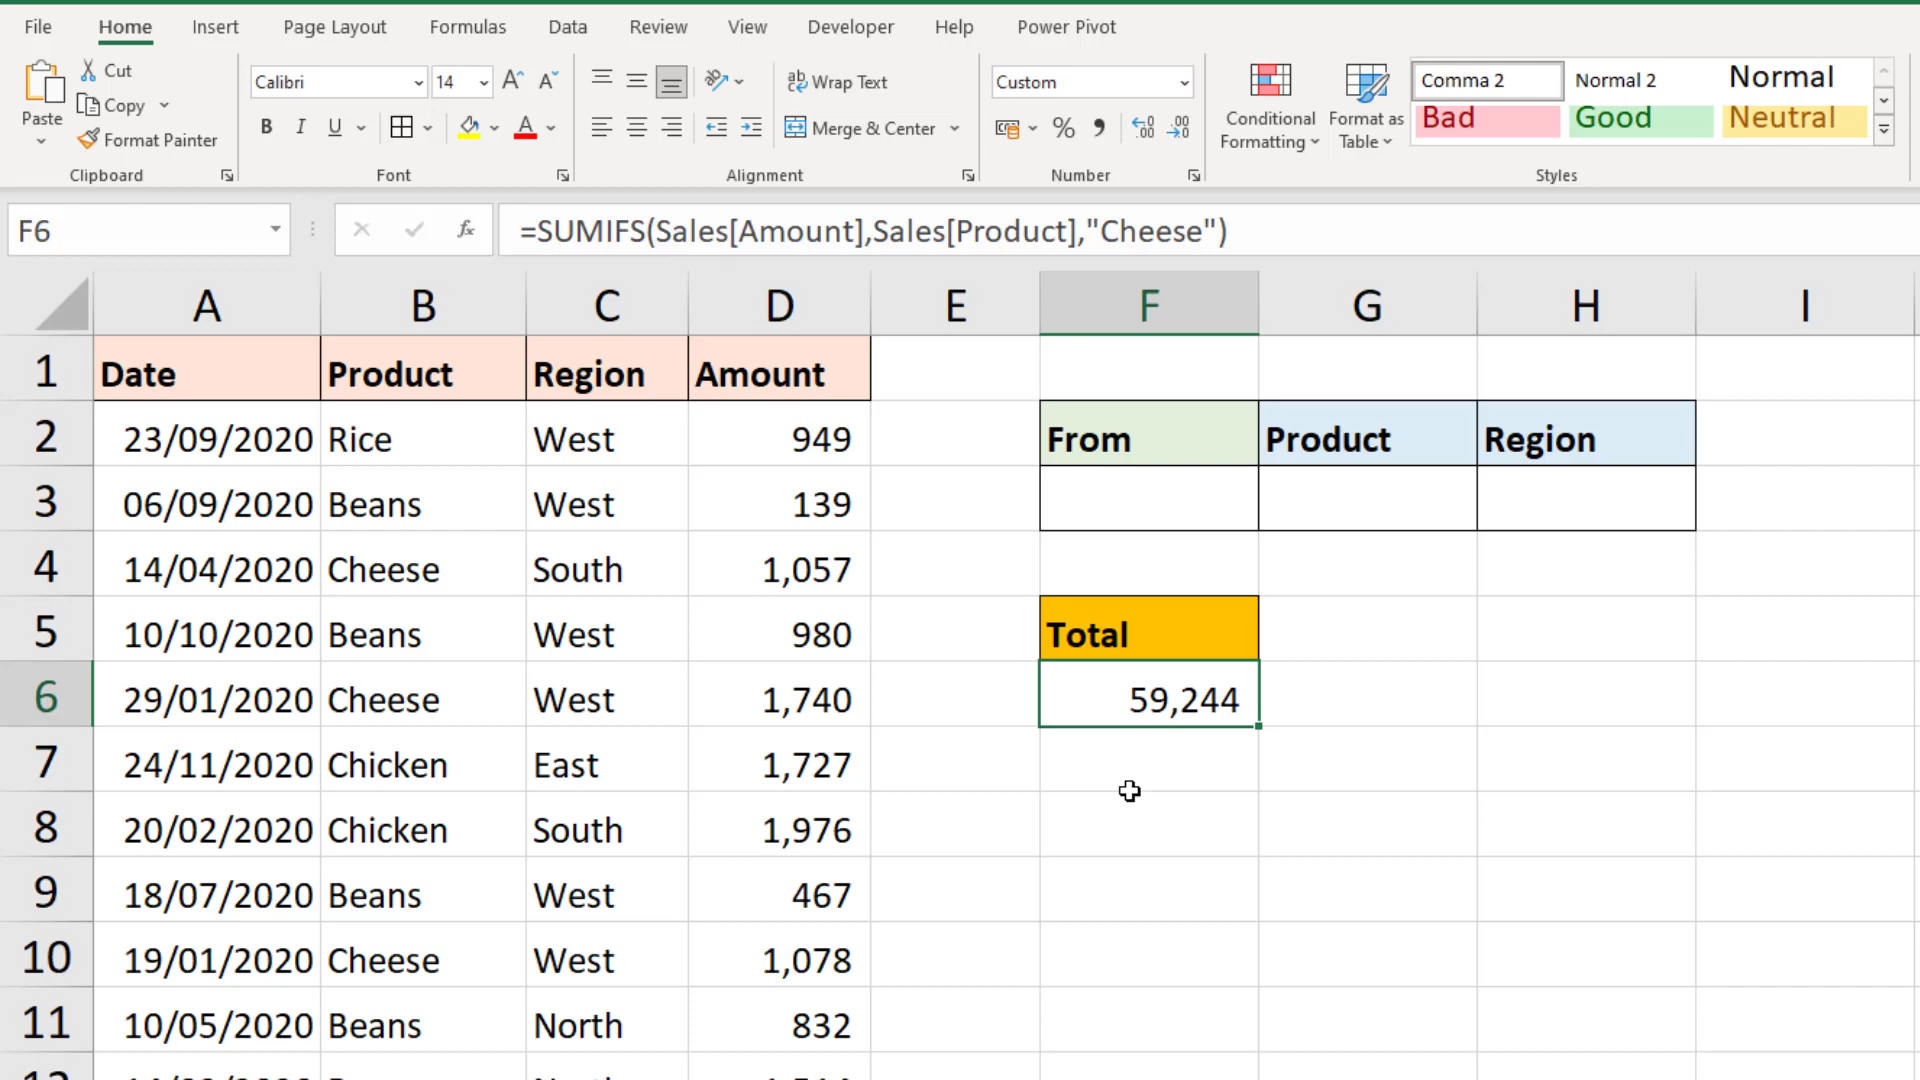 File Home Insert Page Layout Formulas Data Review View Developer Help Power Pivot
Paste
Cut
Copy
Format Painter
Clipboard
Calibri 14
B I U
Font
Wrap Text
Merge & Center
Alignment
Custom
Number
Conditional
Formatting
Format as
Table
Comma 2 Normal 2 Normal
Bad Good Neutral
Styles
F6 fx =SUMIFS(Sales[Amount],Sales[Product],"Cheese")
A B C D E F G H I
1 Date Product Region Amount
2 23/09/2020 Rice West 949 From Product Region
3 06/09/2020 Beans West 139
4 14/04/2020 Cheese South 1,057
5 10/10/2020 Beans West 980 Total
6 29/01/2020 Cheese West 1,740 59,244
7 24/11/2020 Chicken East 1,727
8 20/02/2020 Chicken South 1,976
9 18/07/2020 Beans West 467
10 19/01/2020 Cheese West 1,078
11 10/05/2020 Beans North 832